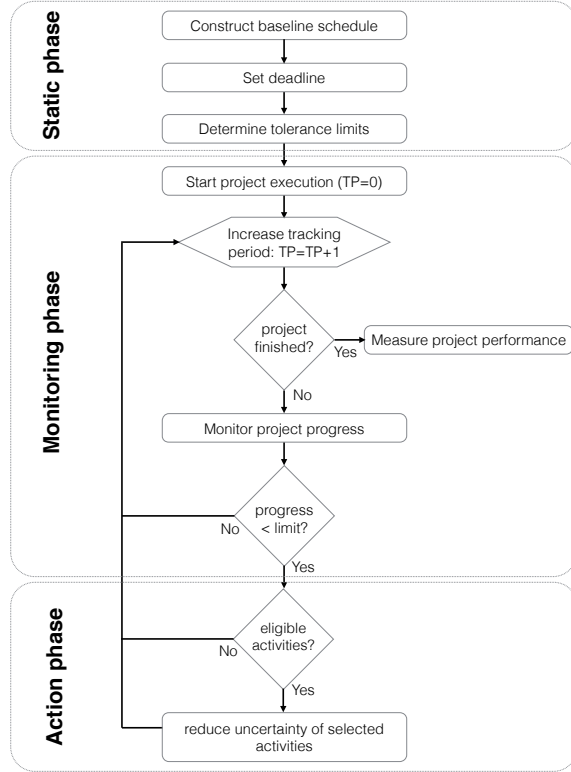 Static phase
Construct baseline schedule
Set deadline
Determine tolerance limits
Monitoring phase
Start project execution (TP=0)
Increase tracking
period: TP=TP+1
project
finished?
Yes
Measure project performance
No
Monitor project progress
progress
< limit?
No
Yes
Action phase
eligible
activities?
No
Yes
reduce uncertainty of selected
activities